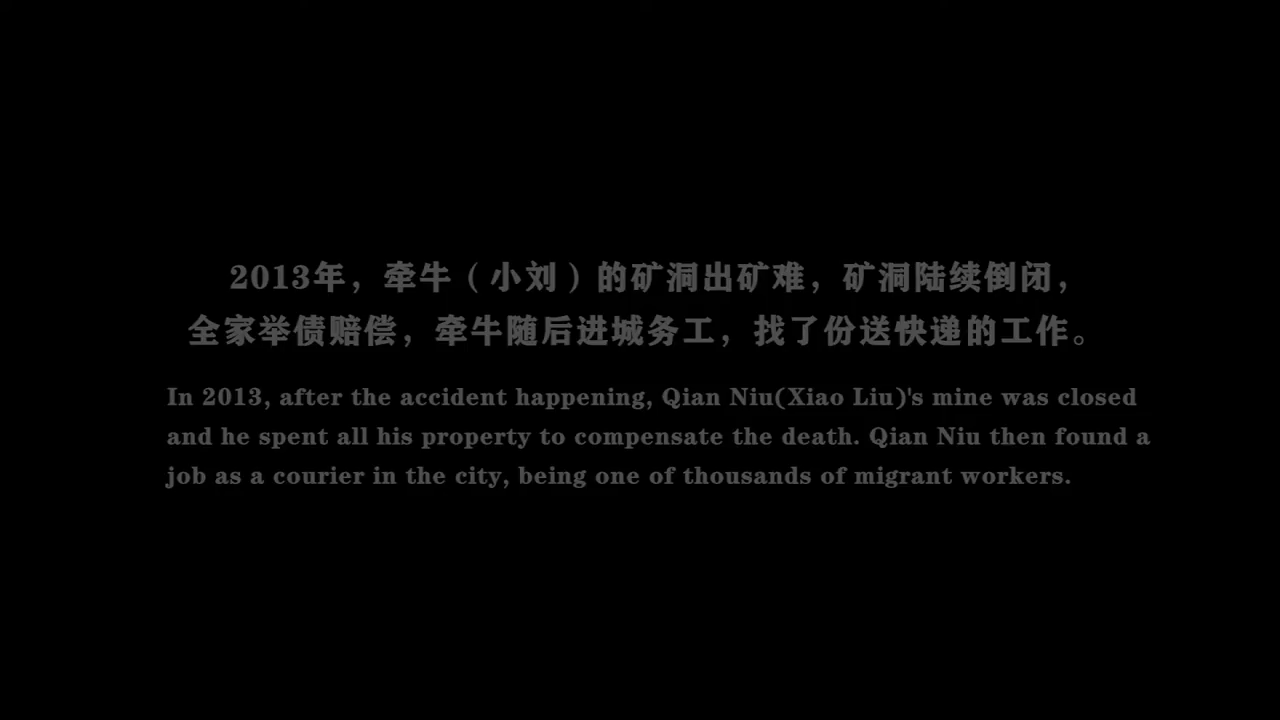 2013年，牵牛（小刘）的矿洞出矿难，矿洞陆续倒闭，
全家举债赔偿，牵牛随后进城务工，找了份送快递的工作。
In 2013, after the accident happening, Qian Niu(Xiao Liu)'s mine was closed
and he spent all his property to compensate the death. Qian Niu then found a
job as a courier in the city, being one of thousands of migrant workers.